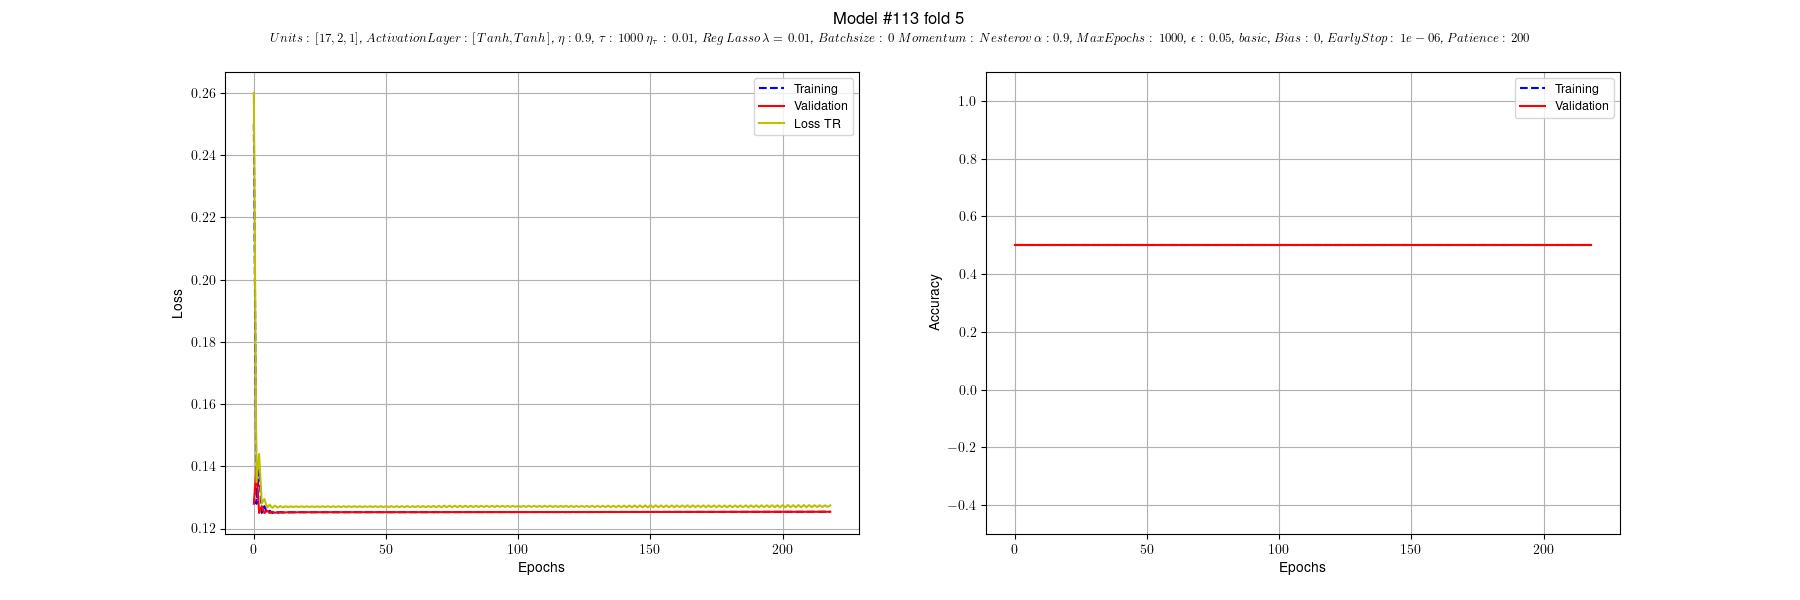 Model #113 fold 5
Units : [17, 2, 1], ActivationLayer : [Tanh, Tanh], η : 0.9, τ : 1000 ητ : 0.01, Reg Lasso λ = 0.01, Batchsize : 0 Momentum : Nesterov α : 0.9, MaxEpochs : 1000, ϵ : 0.05, basic, Bias : 0, EarlyStop : 1e − 06, Patience : 200
Training
Validation
Loss TR
0.26
0.24
0.22
0.20
0.18
0.16
0.14
0.12
Loss
0 50 100 150 200
Epochs
Training
Validation
1.0
0.8
0.6
0.4
0.2
0.0
−0.2
−0.4
Accuracy
0 50 100 150 200
Epochs